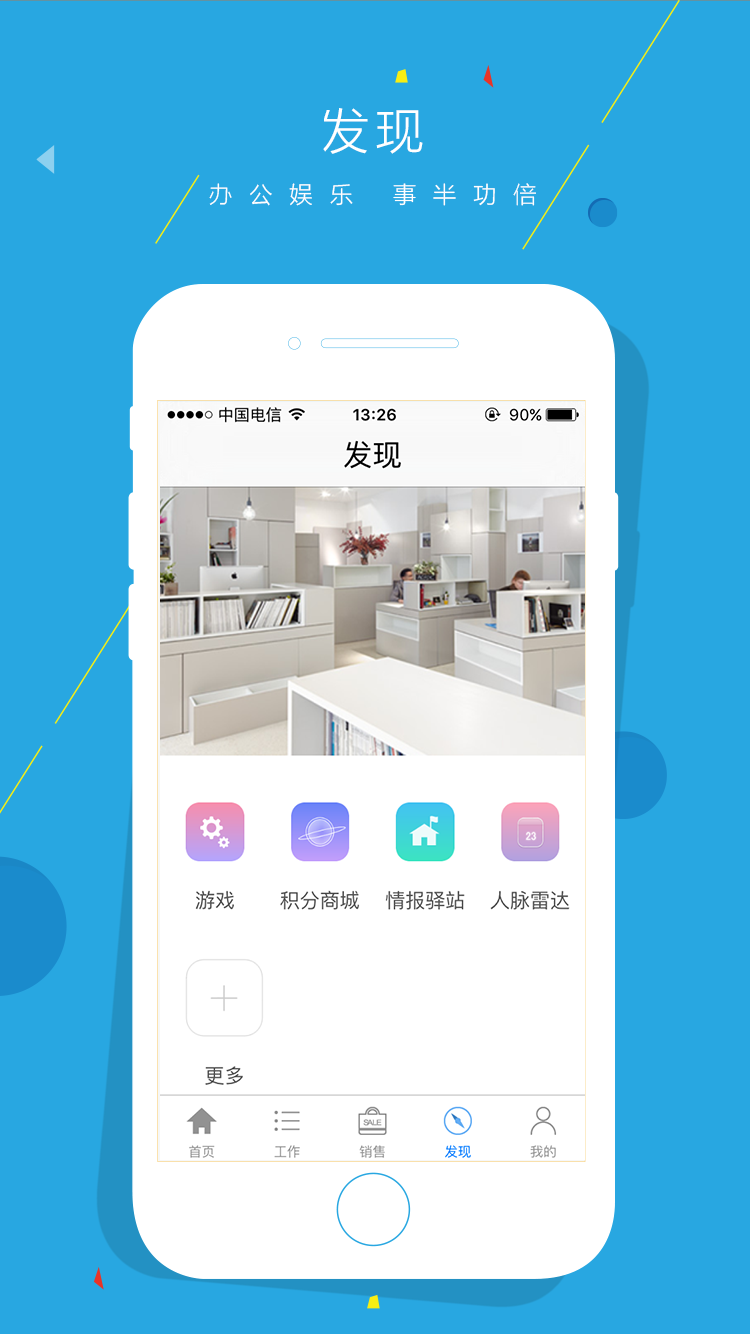 发现
办公娱乐 事半功倍
中国电信 13:26 90%
发现
23
游戏 积分商城 情报驿站 人脉雷达
更多
SALE
首页 工作 销售 发现 我的